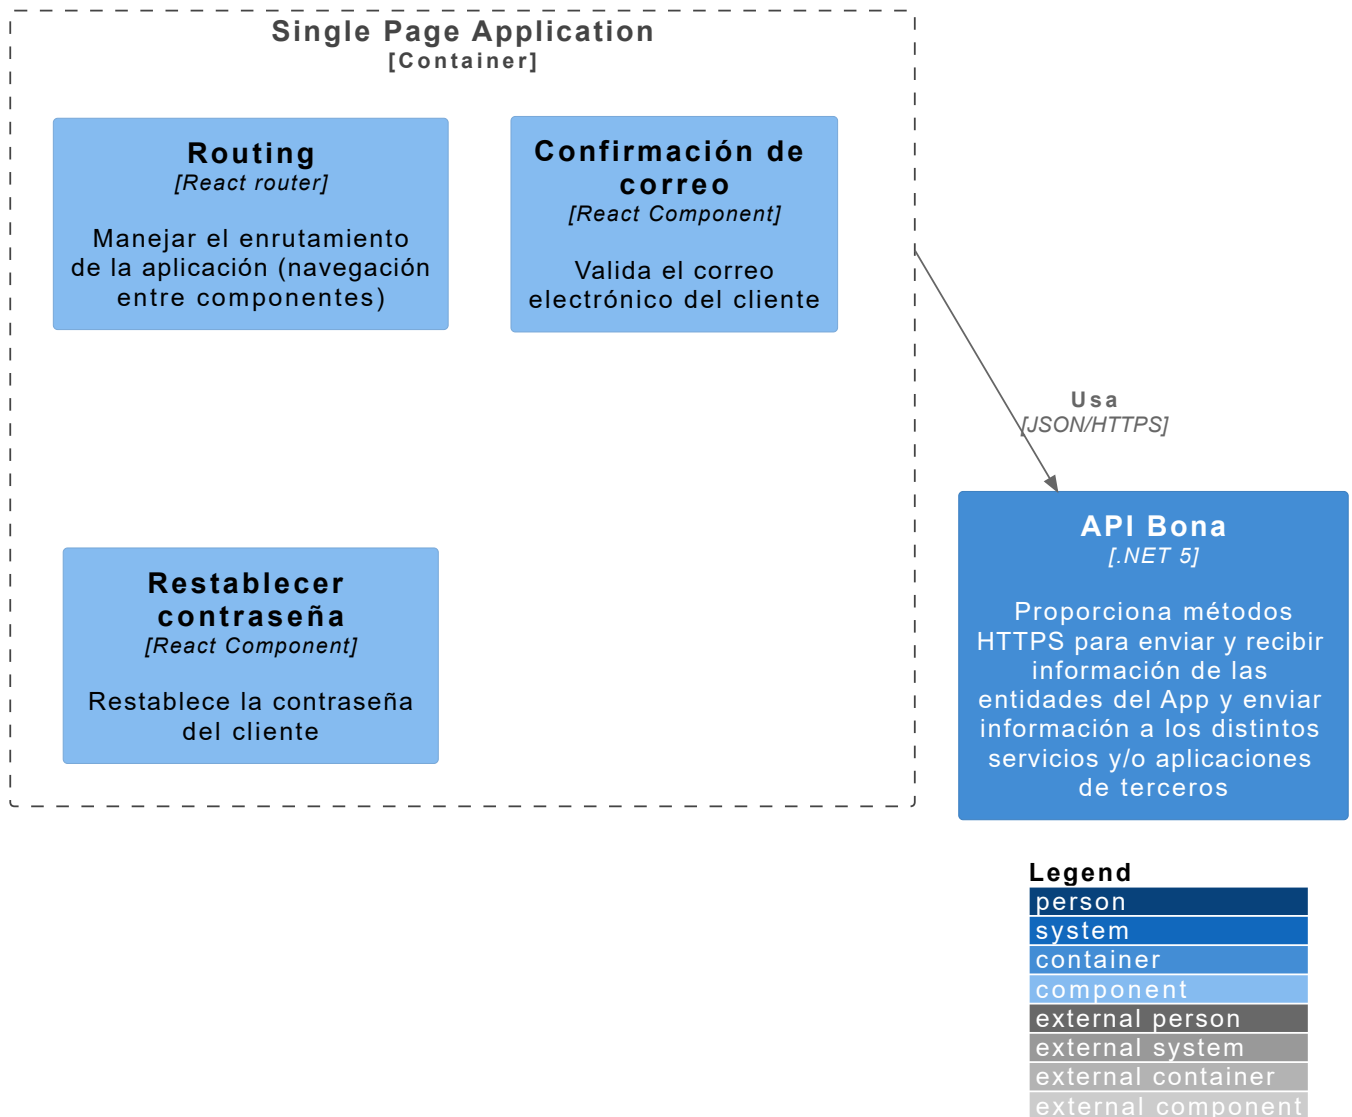 Single Page Application
[Container]
Routing
[React router]
Manejar el enrutamiento
de la aplicación (navegación
entre componentes)
Confirmación de
correo
[React Component]
Valida el correo
electrónico del cliente
Usa
[JSON/HTTPS]
Restablecer
contraseña
[React Component]
Restablece la contraseña
del cliente
API Bona
[.NET 5]
Proporciona métodos
HTTPS para enviar y recibir
información de las
entidades del App y enviar
información a los distintos
servicios y/o aplicaciones
de terceros
Legend
person
system
container
component
external person
external system
external container
external component